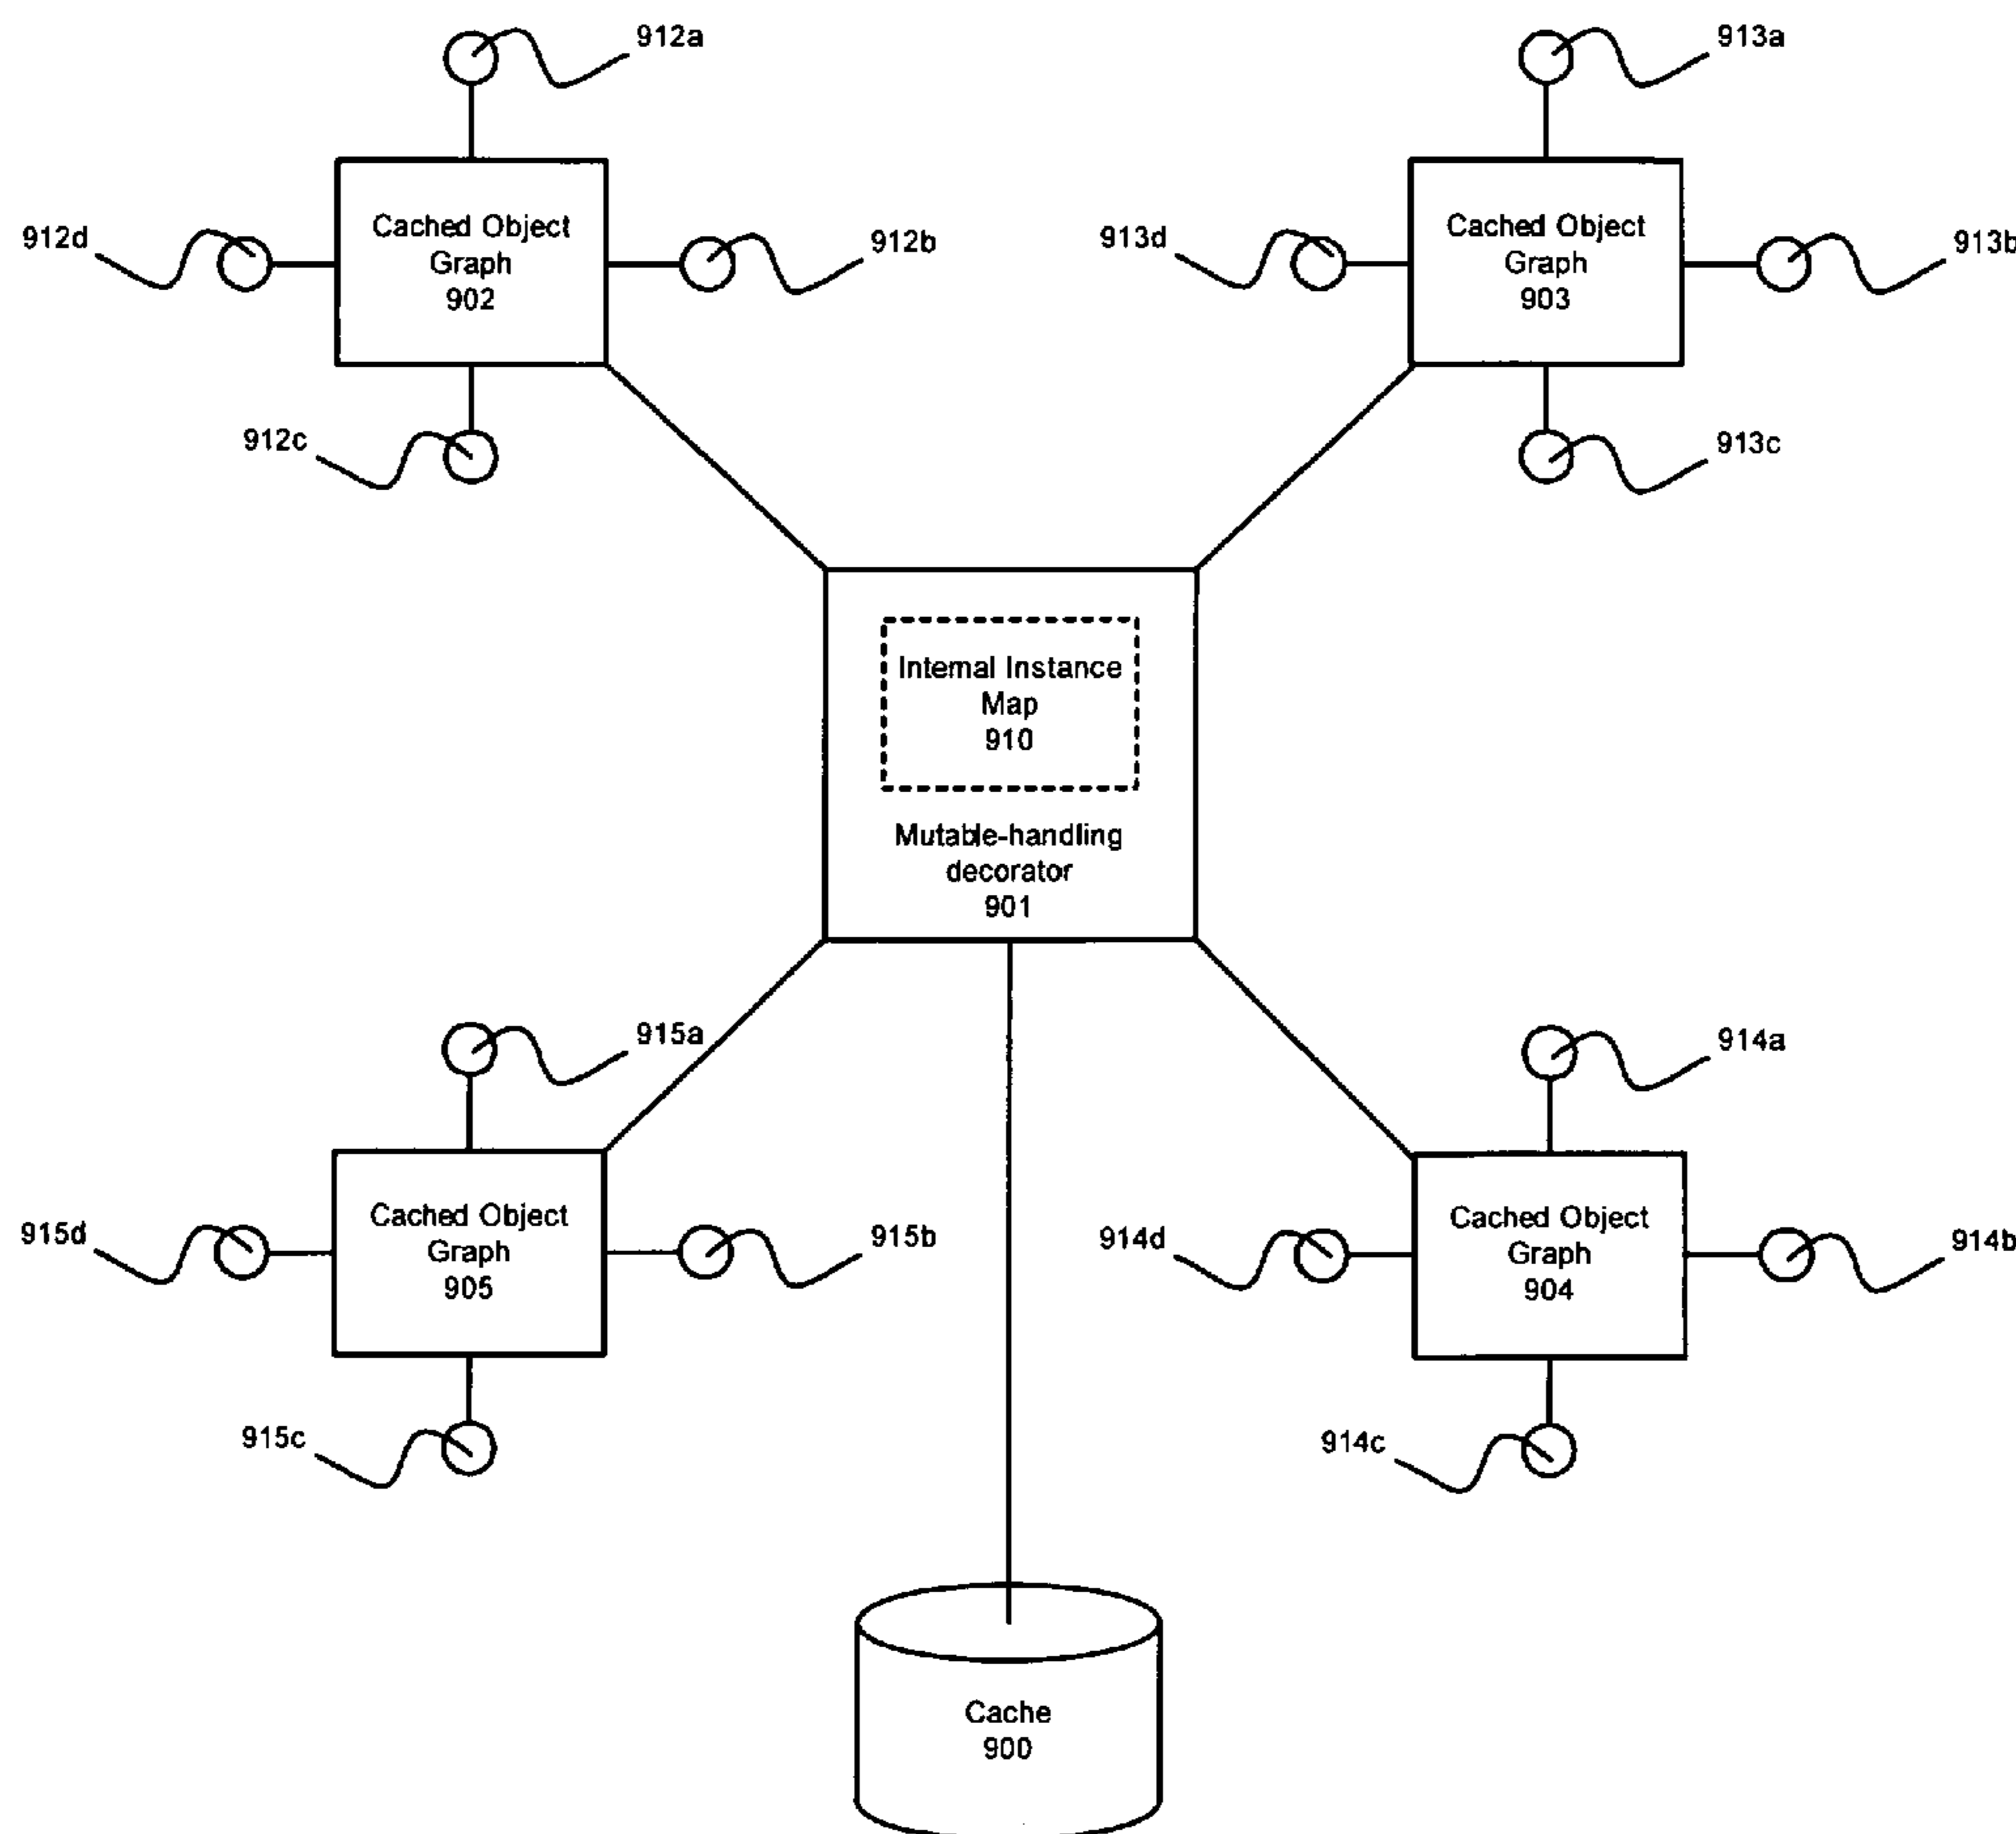 912a
913a
Cached Object
Graph
902
912d
912b
912c
Cached Object
Graph
903
913d
913b
913c
Internal Instance
Map
910
Mutable-handling
decorator
901
915a
914a
Cached Object
Graph
905
915d
915b
915c
Cached Object
Graph
904
914d
914b
914c
Cache
900